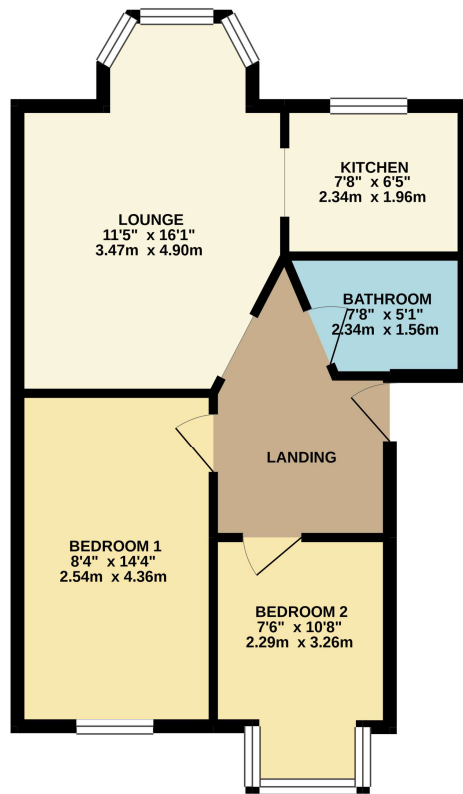 KITCHEN
7'8" x 6'5"
2.34m x 1.96m
LOUNGE
11'5" x 16'1"
3.47m x 4.90m
BATHROOM
7'8" x 5'1"
2.34m x 1.56m
LANDING
BEDROOM 1
8'4" x 14'4"
2.54m x 4.36m
BEDROOM 2
7'6" x 10'8"
2.29m x 3.26m